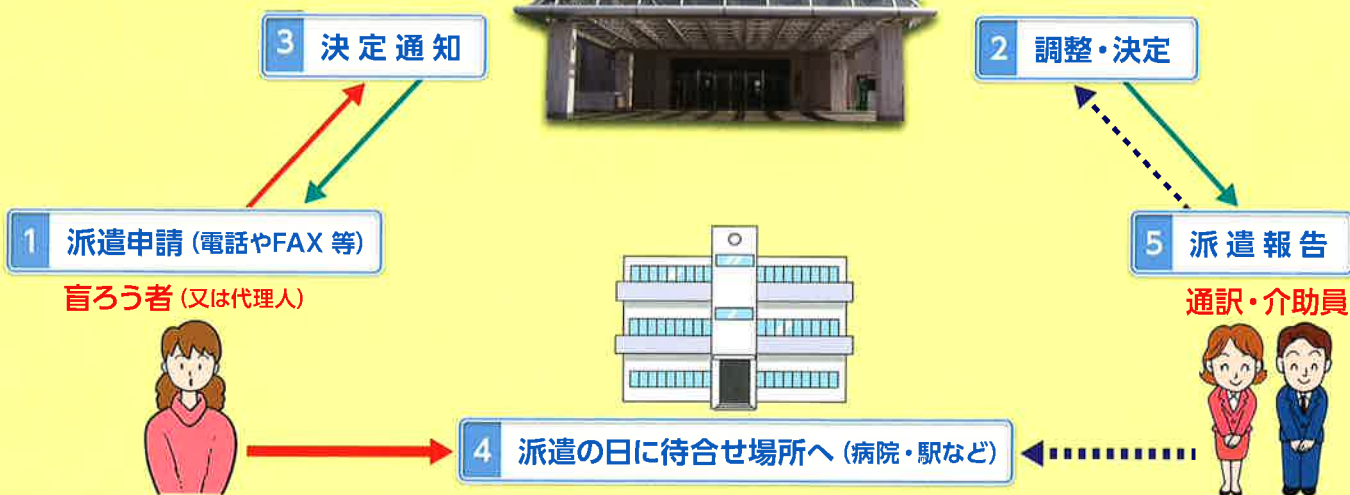 3 決定通知
2 調整・決定
1 派遣申請(電話やFAX 等)
盲ろう者(又は代理人)
5 派遣報告
通訳・介助員
4 派遣の日に待合せ場所へ(病院・駅など)